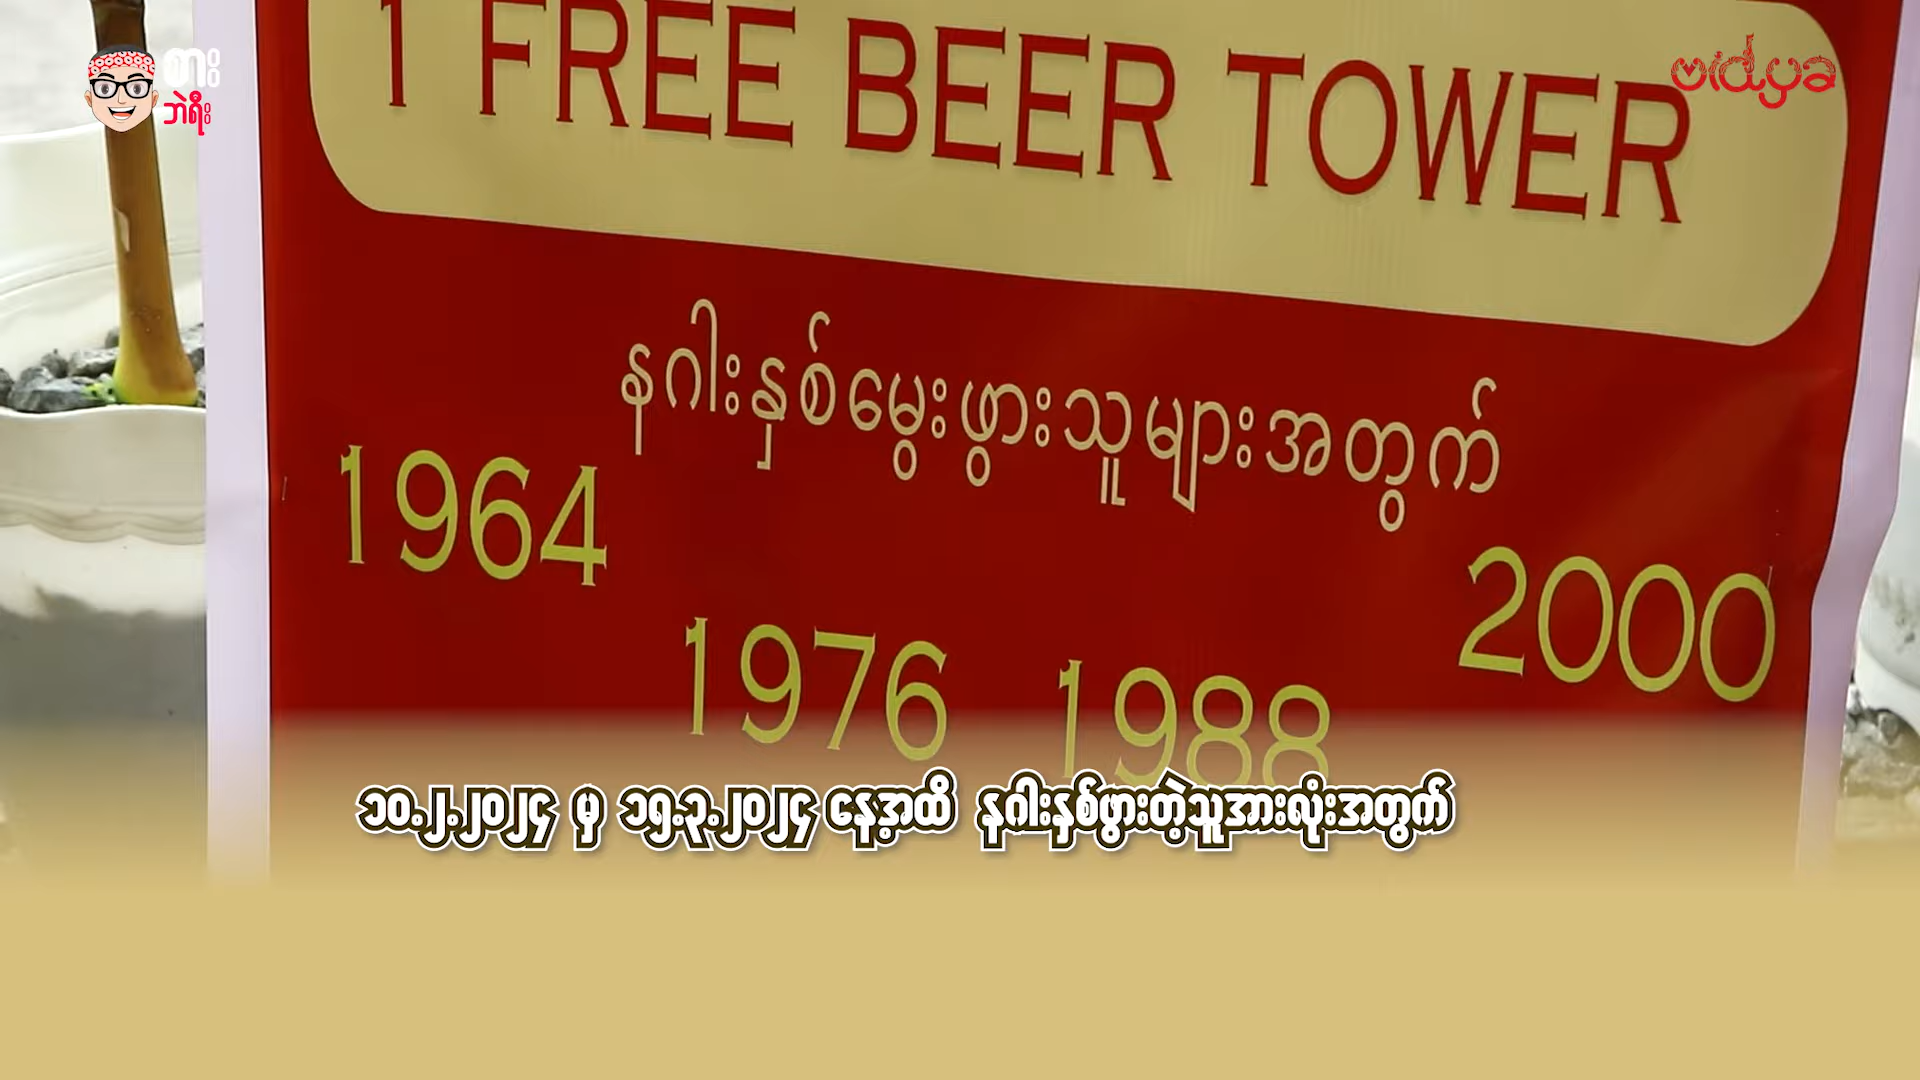 1 FREE BEER TOWER
စား
ဘဲရီး
vidya
နဂါးနှစ်မွေးဖွားသူများအတွက်
1964
1976
1988
2000
၁၀.၂.၂၀၂၄ မှ ၁၅.၃.၂၀၂၄ နေ့အထိ နဂါးနှစ်ဖွားတဲ့သူအားလုံးအတွက်